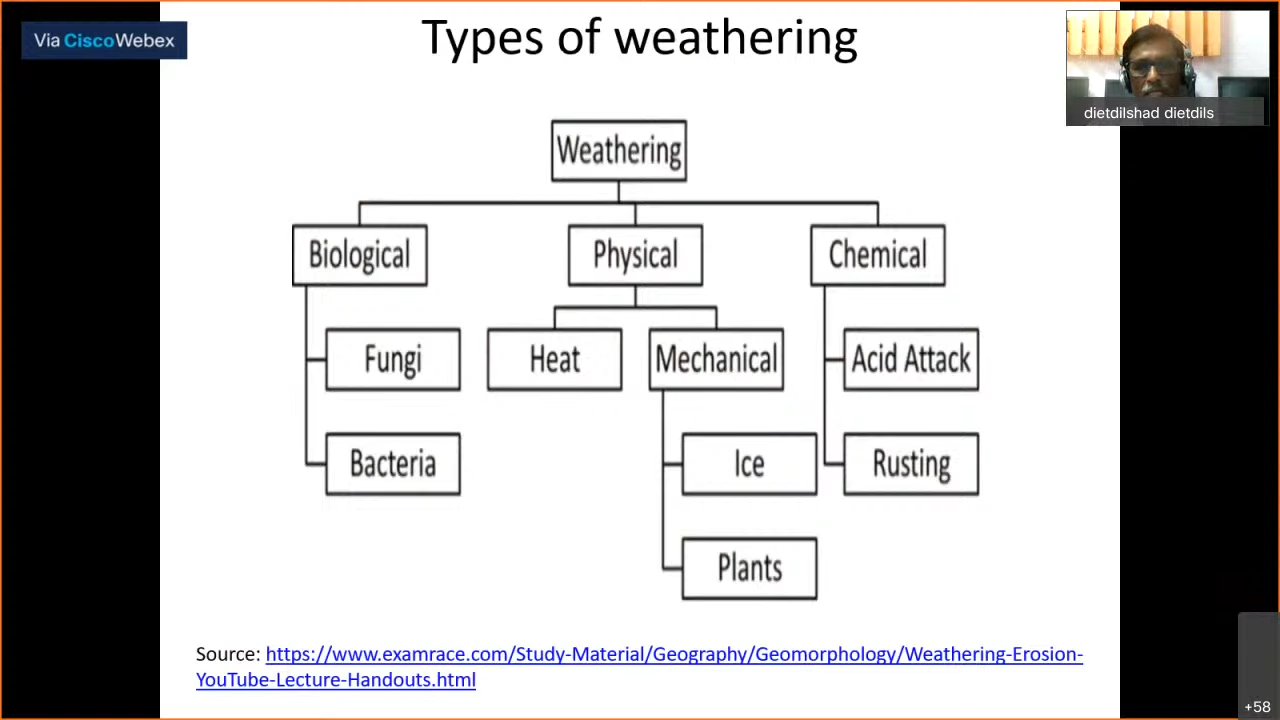 Via CiscoWebex
Types of weathering
dietdilshad dietdils
Weathering
Biological
Physical
Chemical
Fungi
Heat
Mechanical
Acid Attack
Bacteria
Ice
Rusting
Plants
Source: https://www.examrace.com/Study-Material/Geography/Geomorphology/Weathering-Erosion-
YouTube-Lecture-Handouts.html
+58